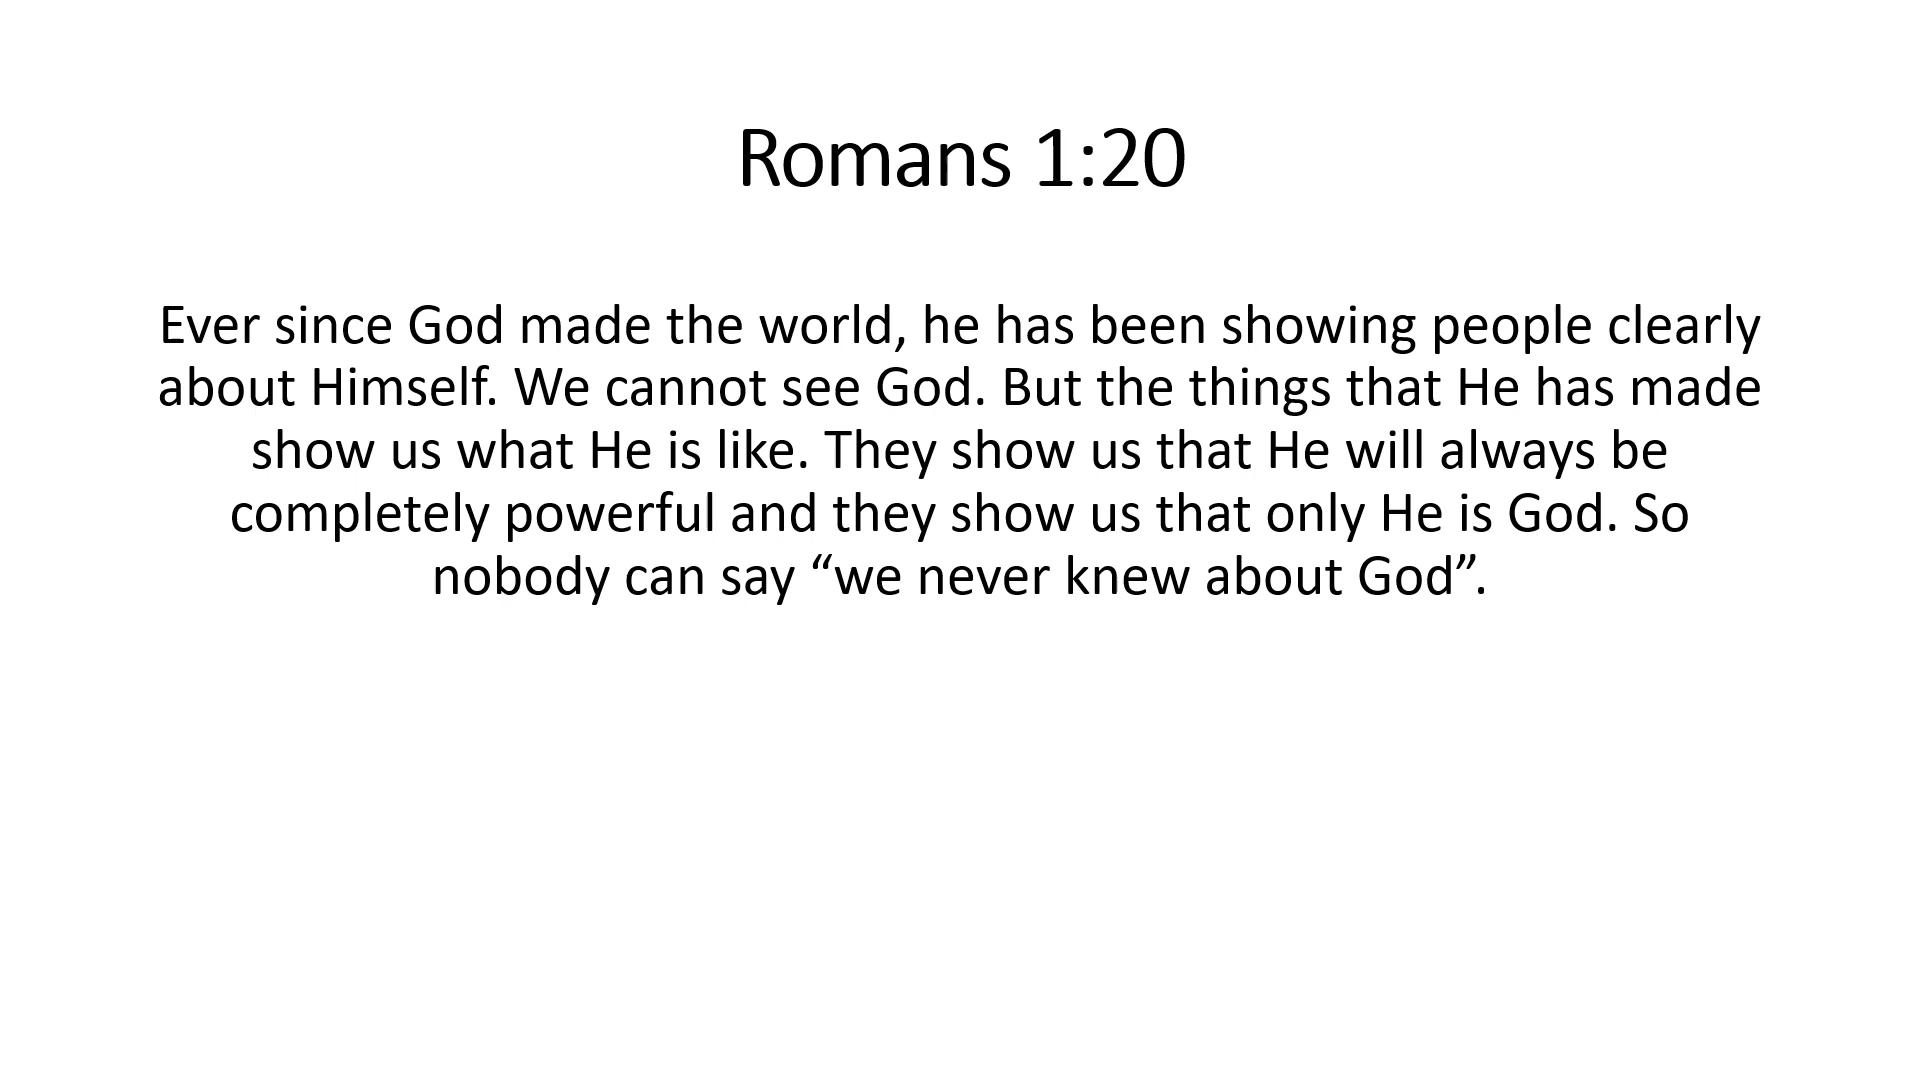 Romans 1:20
Ever since God made the world, he has been showing people clearly
about Himself. We cannot see God. But the things that He has made
show us what He is like. They show us that He will always be
completely powerful and they show us that only He is God. So
nobody can say “we never knew about God”.